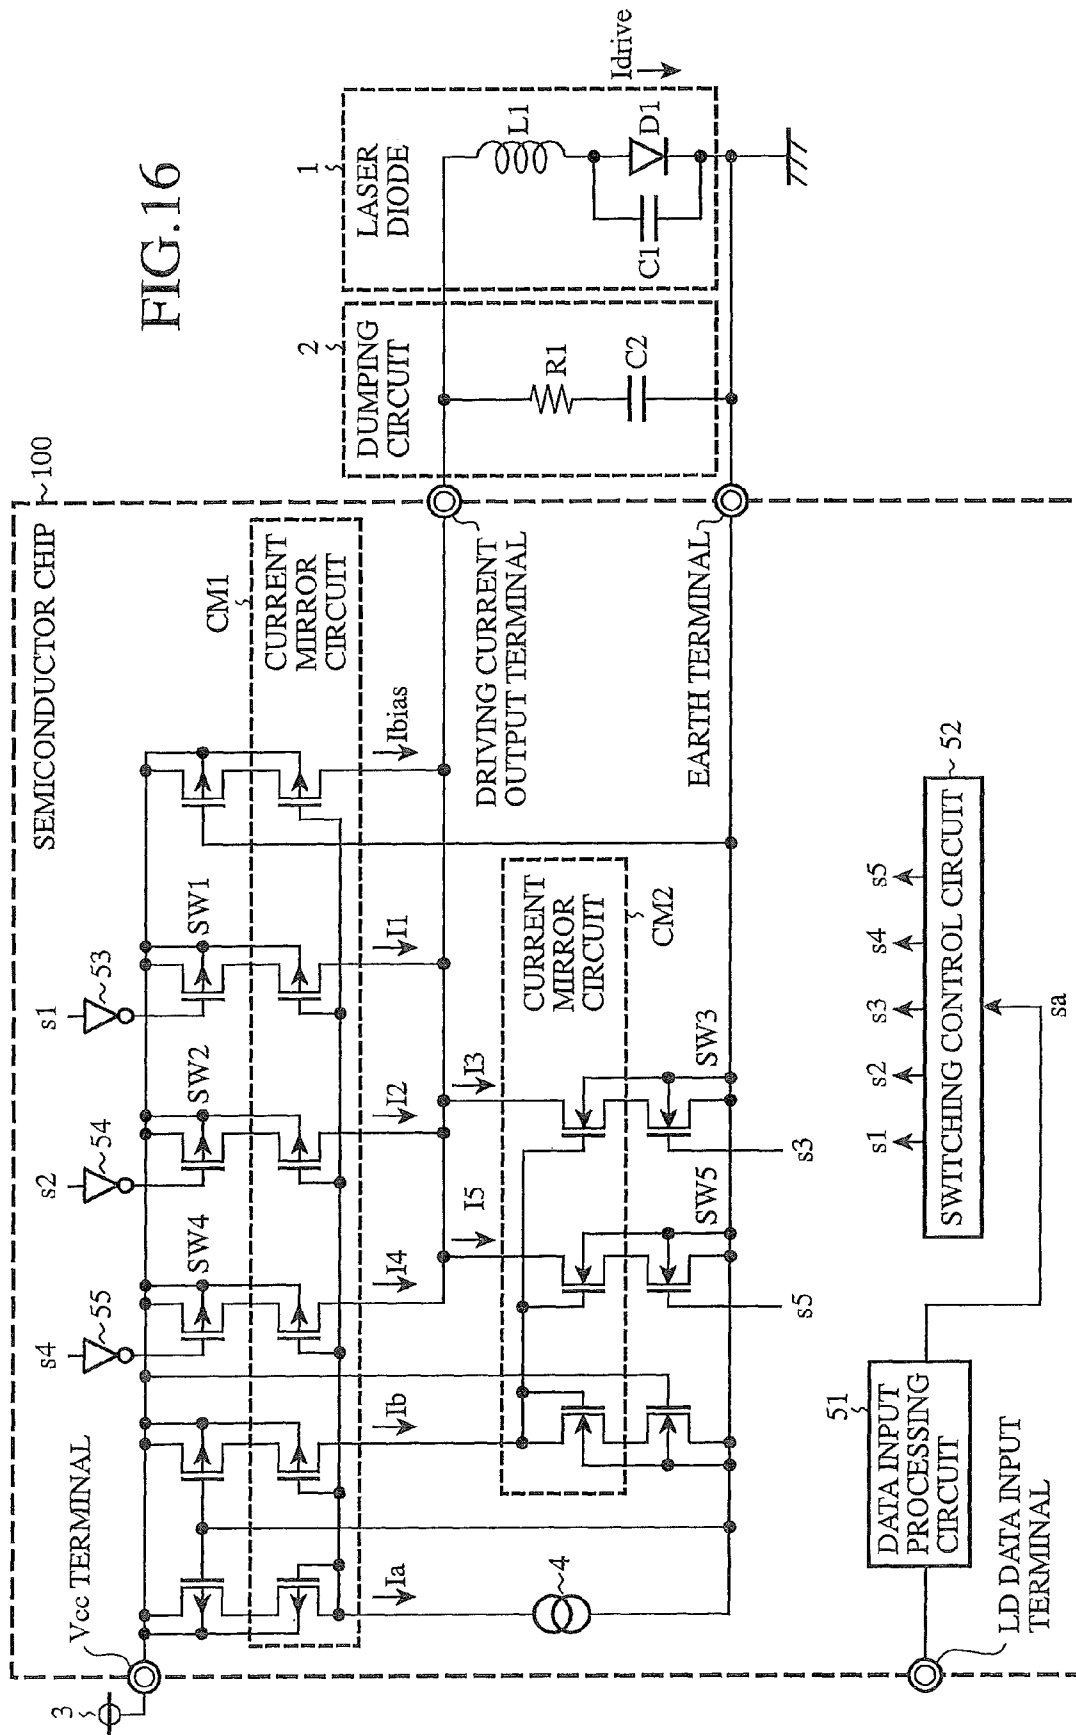 FIG.16
SEMICONDUCTOR CHIP
100
Vcc TERMINAL
3
s4
55
SW4
s2
54
SW2
s1
53
SW1
CM1
CURRENT
MIRROR
CIRCUIT
Ia
Ib
I4
I2
I1
Ibias
I5
I3
4
CURRENT
MIRROR
CIRCUIT
CM2
SW5
SW3
s5
s3
DRIVING CURRENT
OUTPUT TERMINAL
EARTH TERMINAL
2
DUMPING
CIRCUIT
R1
C2
1
LASER
DIODE
L1
C1
D1
Idrive
51
DATA INPUT
PROCESSING
CIRCUIT
LD DATA INPUT
TERMINAL
s1
s2
s3
s4
s5
SWITCHING CONTROL CIRCUIT
52
sa